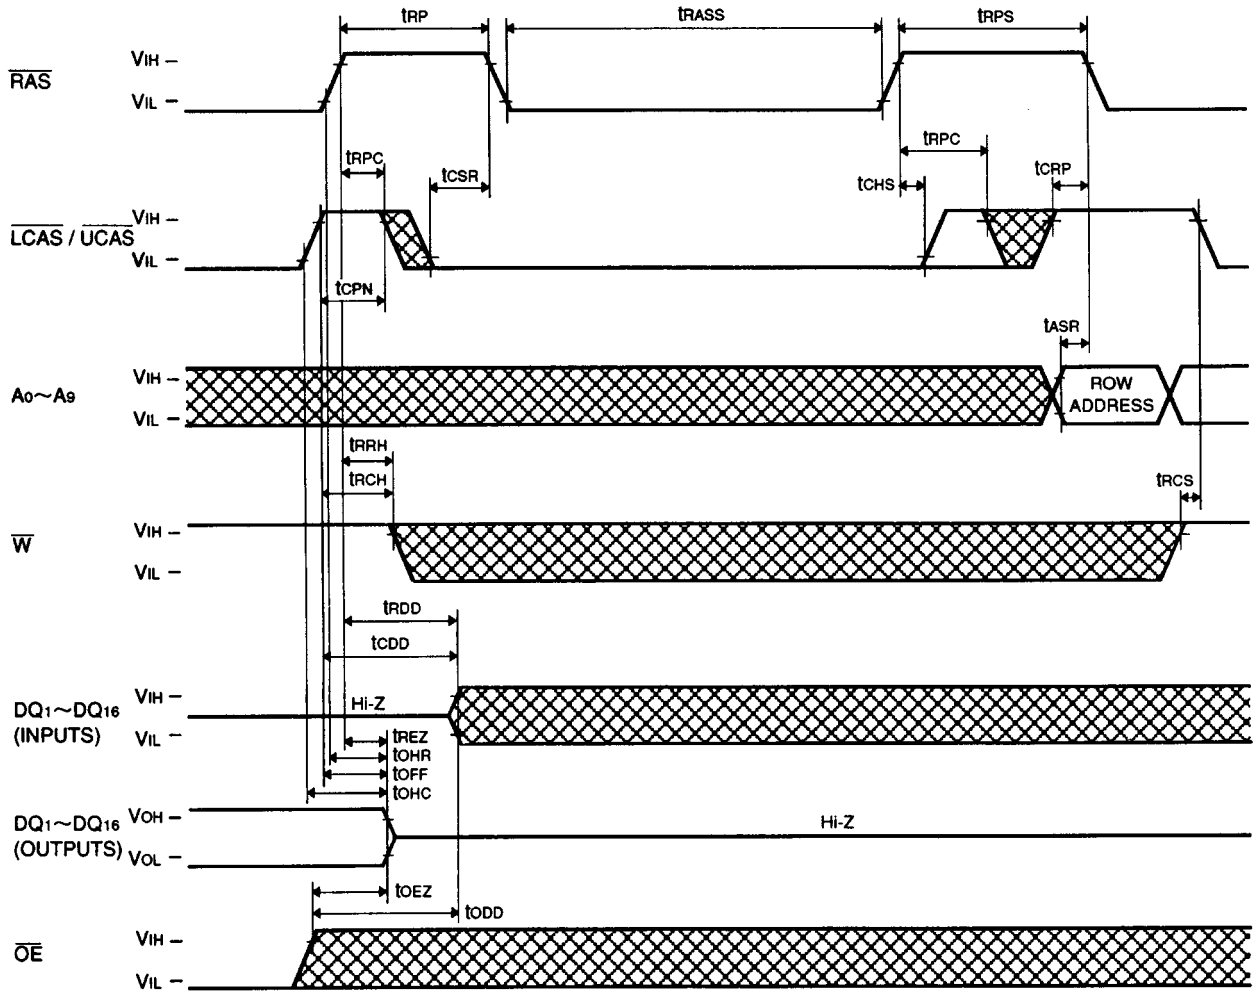 tRP
tRASS
tRPS
RAS
VIH –
VIL –
tRPC
tCSR
tRPC
tCHS
tCRP
LCAS / UCAS
VIH –
VIL –
tCPN
tASR
A0~A9
VIH –
VIL –
ROW
ADDRESS
tRRH
tRCH
tRCS
W
VIH –
VIL –
tRDD
tCDD
DQ1~DQ16
(INPUTS)
VIH –
VIL –
Hi-Z
tREZ
tOHR
tOFF
tOHC
DQ1~DQ16
(OUTPUTS)
VOH –
VOL –
Hi-Z
tOEZ
tODD
OE
VIH –
VIL –